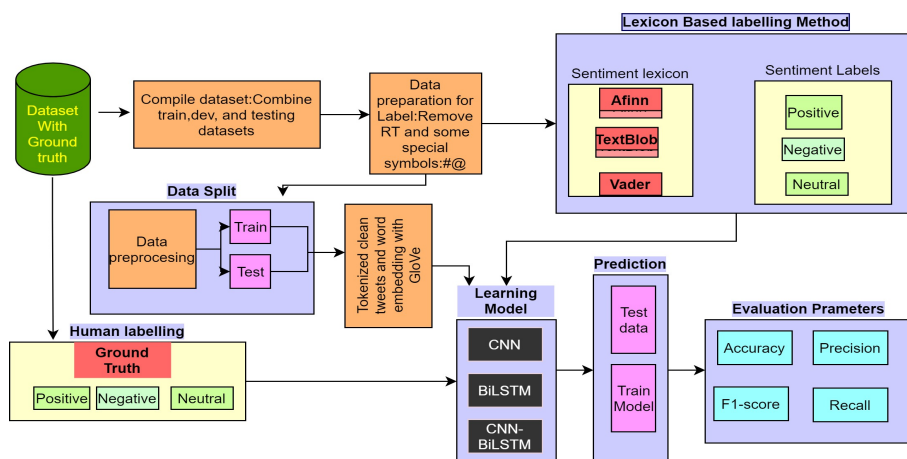 Lexicon Based labelling Method
Dataset
With
Ground
truth
Compile dataset:Combine
train,dev, and testing
datasets
Data
preparation for
Label:Remove
RT and some
special
symbols:#@
Sentiment lexicon
Afinn
TextBlob
TextBlob
Vader
Sentiment Labels
Positive
Negative
Neutral
Data Split
Data
preprocesing
Train
Test
Tokenized clean
tweets and word
embedding with
GloVe
Learning
Model
CNN
BiLSTM
CNN-
BiLSTM
Prediction
Test
data
Train
Model
Evaluation Prameters
Accuracy
Precision
F1-score
Recall
Human labelling
Ground
Truth
Positive
Negative
Neutral